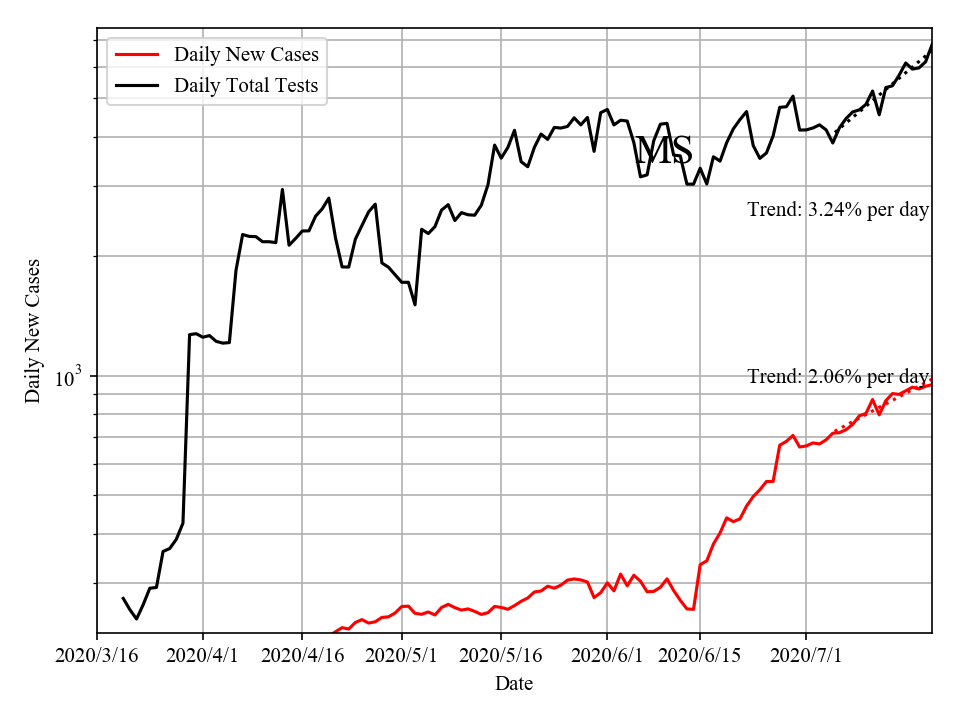 Daily New Cases
Daily Total Tests
MS
Trend: 3.24% per day
Daily New Cases
10³
Trend: 2.06% per day
2020/3/16 2020/4/1 2020/4/16 2020/5/1 2020/5/16 2020/6/1 2020/6/15 2020/7/1
Date